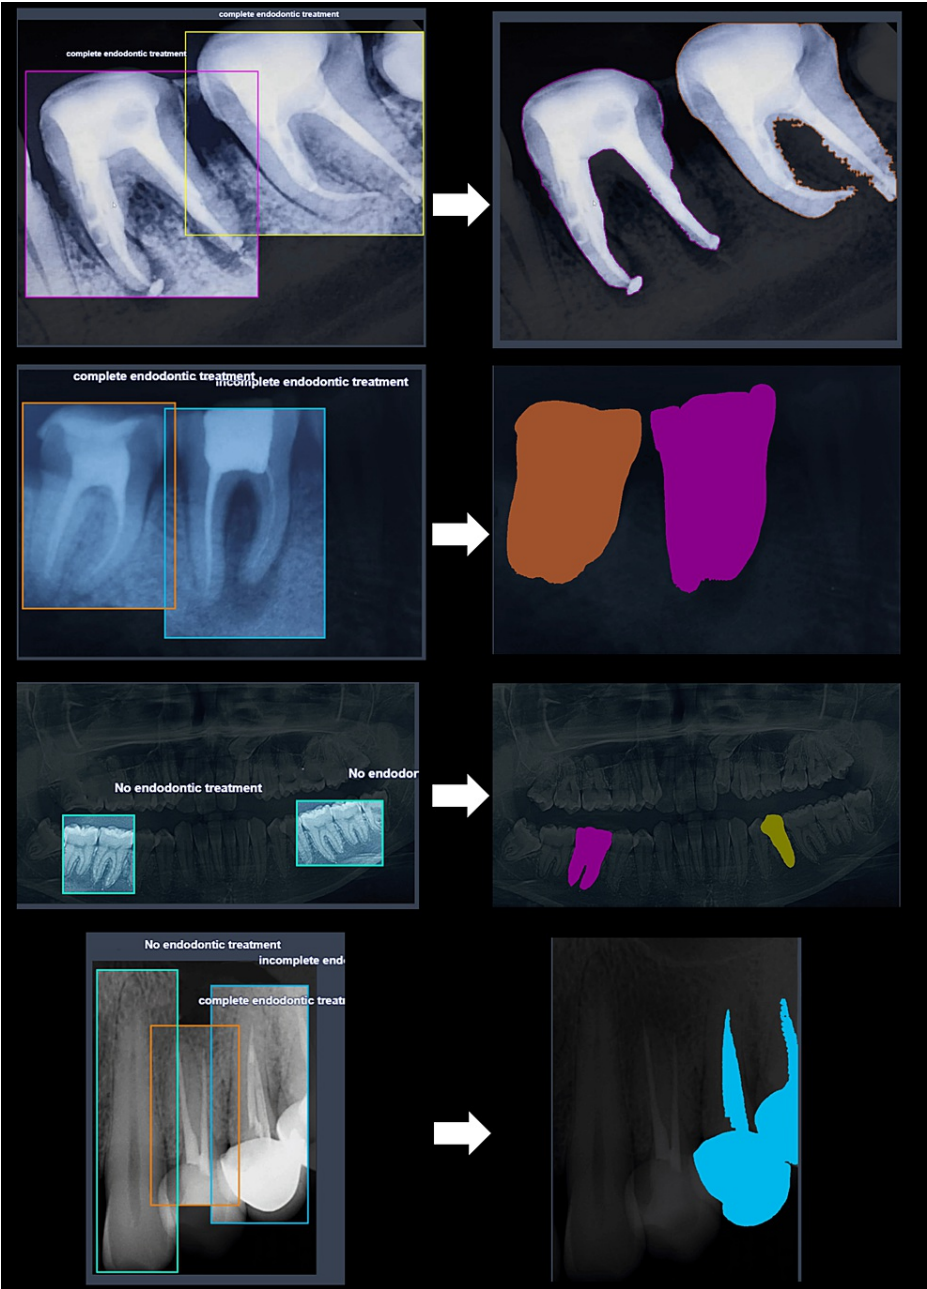 complete endodontic treatment
complete endodontic treatment
complete endodontic treatment
incomplete endodontic treatment
No endodontic treatment
No endodon
No endodontic treatment
incomplete end
complete endodontic treatm